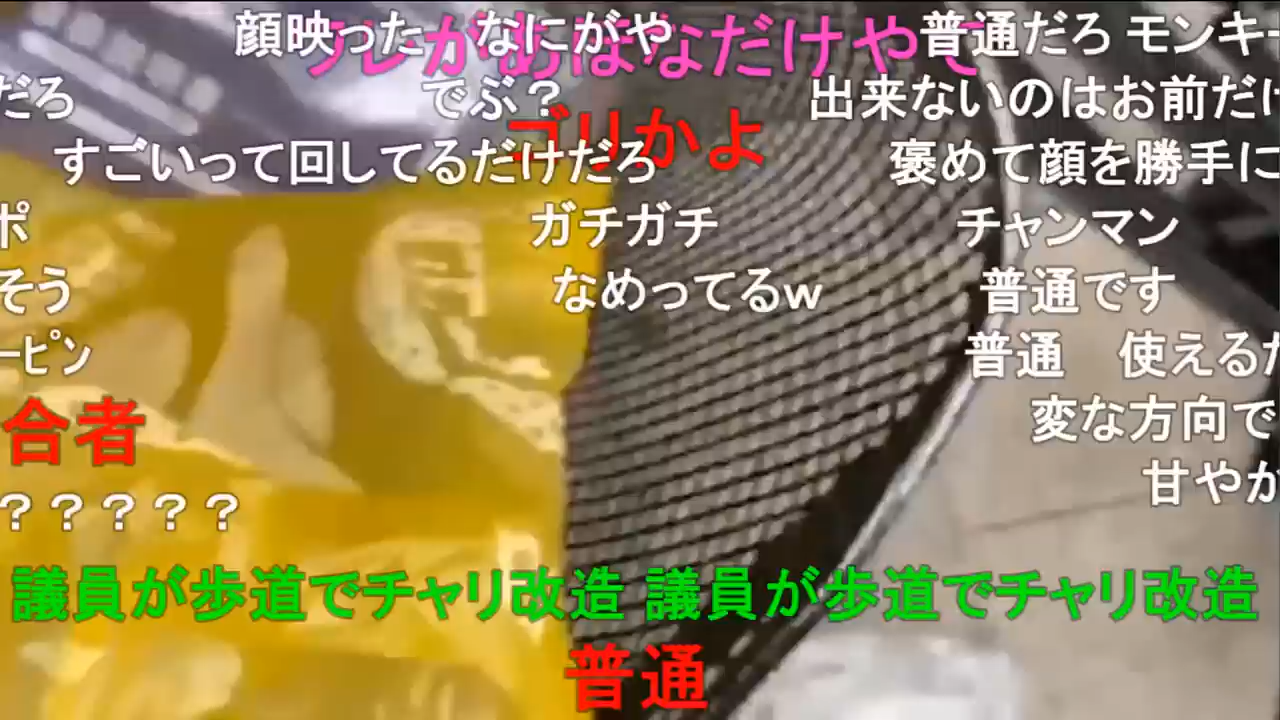 顔映った なにがや 普通だろ モンキー
だろ でぶ？ 出来ないのはお前だけ
ゴリかよ
すごいって回してるだけだろ 褒めて顔を勝手に
ポ ガチガチ チャンマン
そう なめってるw 普通です
ーピン 普通 使える
合者 変な方向で
？？？？？ 甘やか
議員が歩道でチャリ改造 議員が歩道でチャリ改造
普通